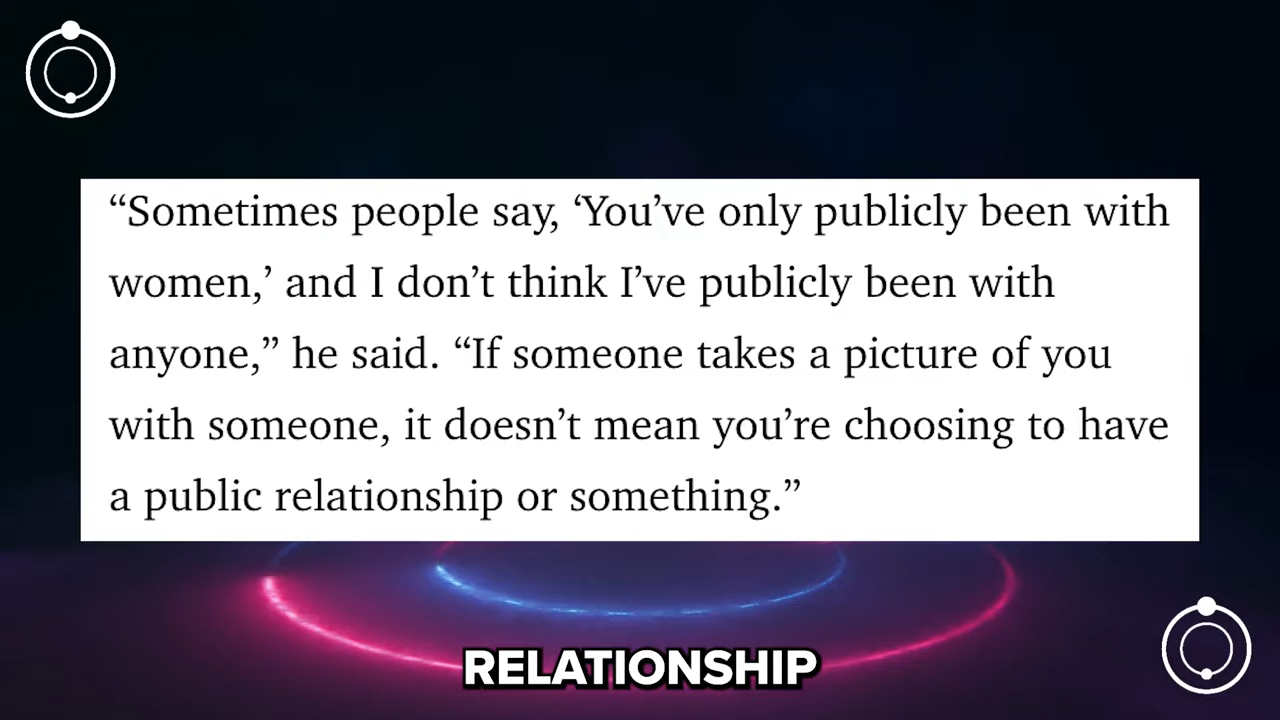 “Sometimes people say, ‘You’ve only publicly been with
women,’ and I don’t think I’ve publicly been with
anyone,” he said. “If someone takes a picture of you
with someone, it doesn’t mean you’re choosing to have
a public relationship or something.”
RELATIONSHIP